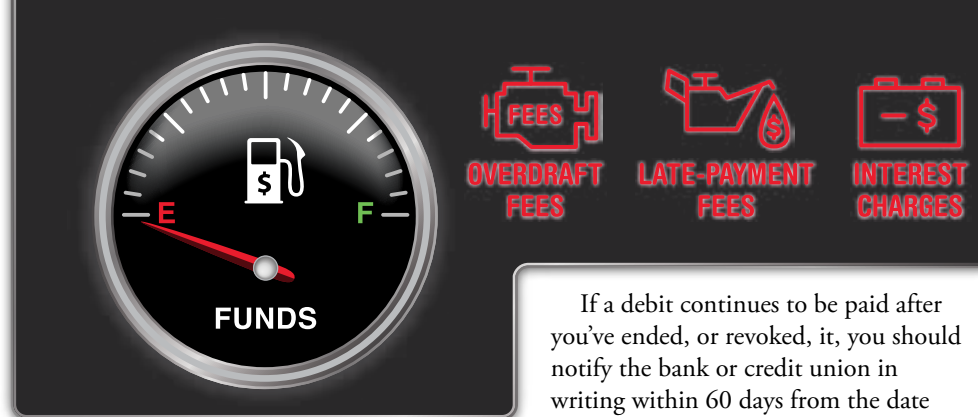 $
E
F
FUNDS
FEES
OVERDRAFT
FEES
$
LATE-PAYMENT
FEES
– $
INTEREST
CHARGES
If a debit continues to be paid after
you’ve ended, or revoked, it, you should
notify the bank or credit union in
writing within 60 days from the date